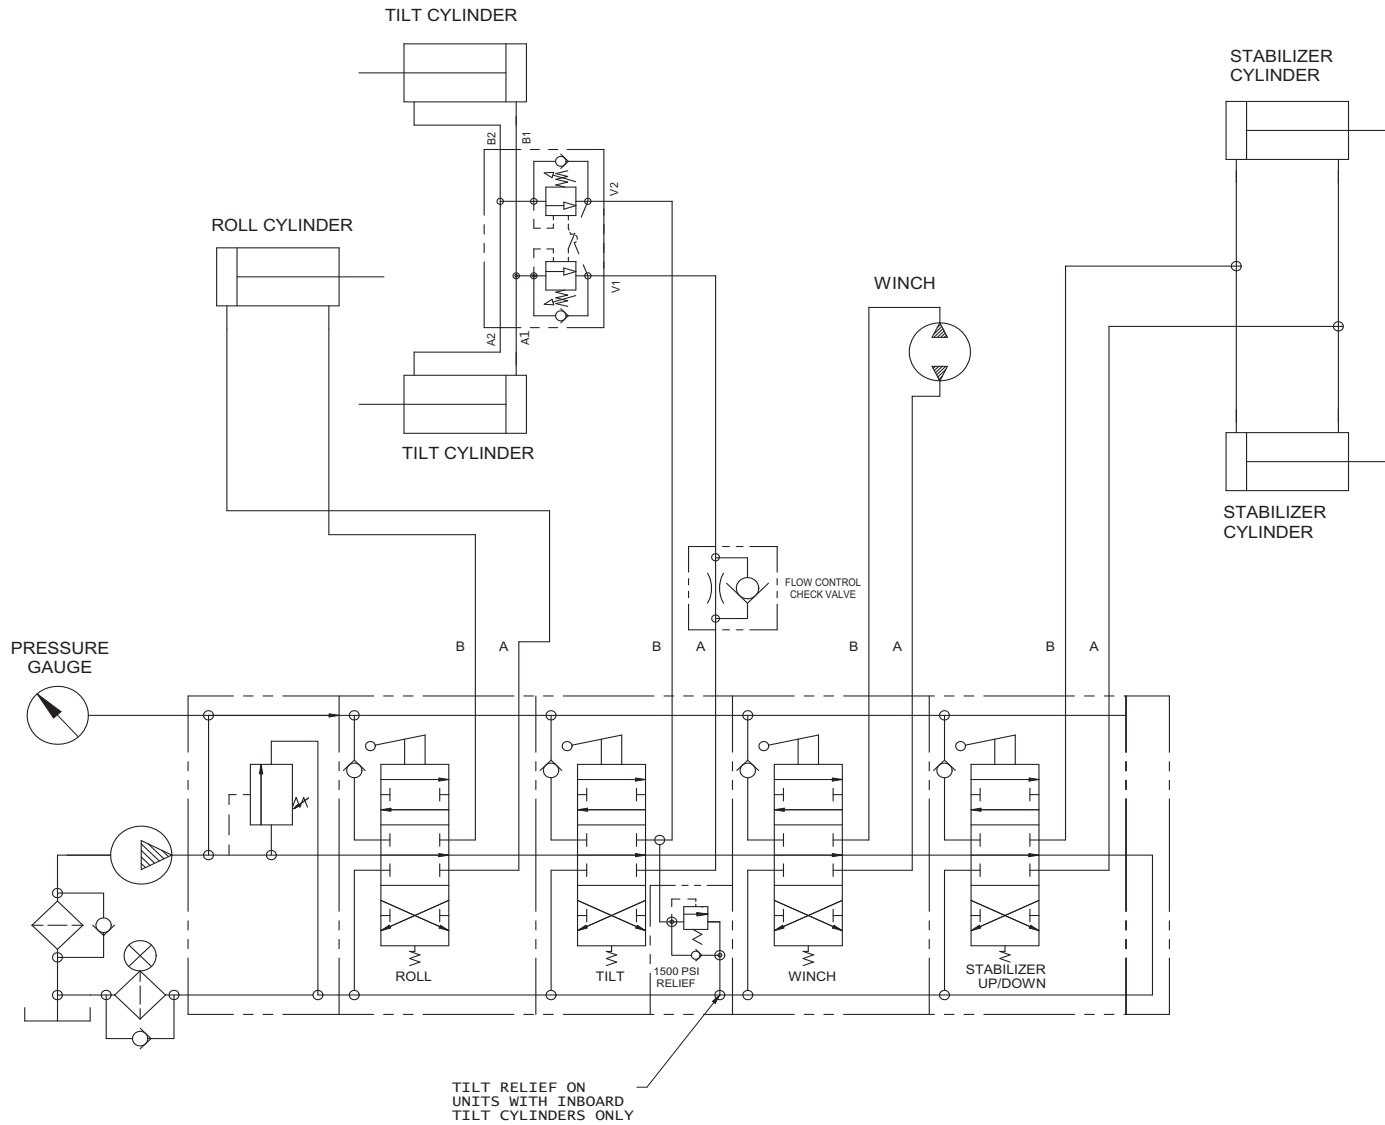 TILT CYLINDER
STABILIZER
CYLINDER
B2
B1
V2
ROLL CYLINDER
WINCH
V1
A2
A1
TILT CYLINDER
STABILIZER
CYLINDER
FLOW CONTROL
CHECK VALVE
PRESSURE
GAUGE
B
A
B
A
B
A
B
A
ROLL
TILT
1500 PSI
RELIEF
WINCH
STABILIZER
UP/DOWN
TILT RELIEF ON
UNITS WITH INBOARD
TILT CYLINDERS ONLY